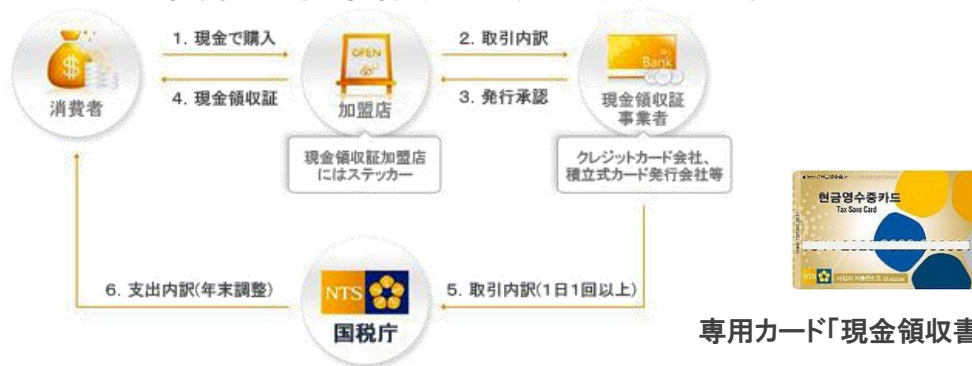 1. 現金で購入
2. 取引内訳
OPEN
Bank
4. 現金領収証
3. 発行承認
消費者
加盟店
現金領収証
事業者
現金領収証加盟店
にはステッカー
クレジットカード会社、
積立式カード発行会社等
현금영수증카드
Tax Save Card
6. 支出内訳(年末調整)
NTS
5. 取引内訳(1日1回以上)
NTS
国税庁
専用カード「現金領収書